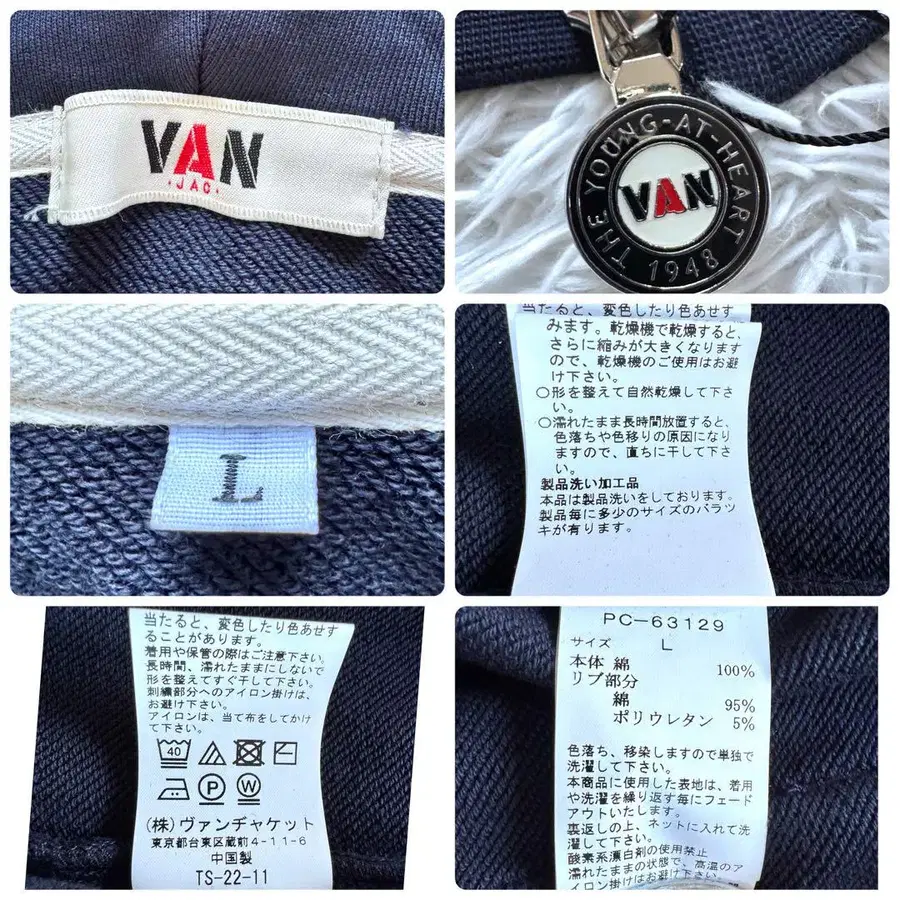 VAN
・JAC・
THE YOUNG-AT-HEART
VAN
1948
L
当たると、変色したり色あせす
みます。乾燥機で乾燥すると、
さらに縮みが大きくなります
ので、乾燥機のご使用はお避
け下さい。
○形を整えて自然乾燥して下さ
い。
○濡れたまま長時間放置すると、
色落ちや色移りの原因になり
ますので、直ちに干して下さ
い。
製品洗い加工品
本品は製品洗いをしております。
製品毎に多少のサイズのバラツ
キが有ります。
当たると、変色したり色あせす
ることがあります。
着用や保管の際はご注意下さい。
長時間、濡れたままにしないで
形を整えてすぐ干して下さい。
刺繍部分へのアイロン掛けは、
お避け下さい。
アイロンは、当て布をしてかけ
て下さい。
40
P W
(株)ヴァンヂャケット
東京都台東区蔵前4-11-6
中国製
TS-22-11
PC-63129
サイズ L
本体 綿 100%
リブ部分
綿 95%
ポリウレタン 5%
色落ち、移染しますので単独で
洗濯して下さい。
本商品に使用した表地は、着用
や洗濯を繰り返す毎にフェード
アウトいたします。
裏返しの上、ネットに入れて洗
濯して下さい。
酸素系漂白剤の使用禁止
濡れたままの状態で、高温のア
イロン掛けはお避け下さい。